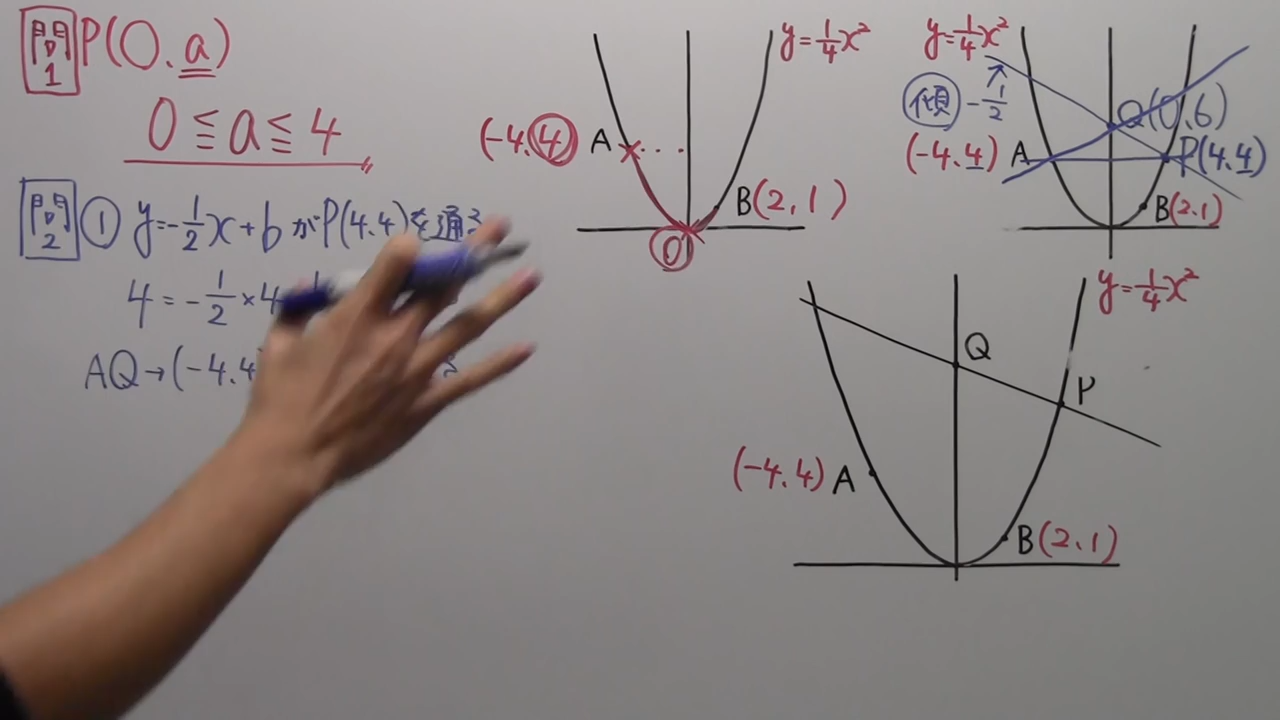 問1 P(O.a)
0≦a≦4
問2 ① y=-1/2x+b がP(4.4)を通る
4=-1/2×4
AQ→(-4.4
y=1/4x²
(-4.4) A
B(2,1)
O
y=1/4x²
傾 -1/2
Q(0,6)
(-4.4) A
P(4.4)
B(2.1)
y=1/4x²
Q
P
(-4.4) A
B(2.1)